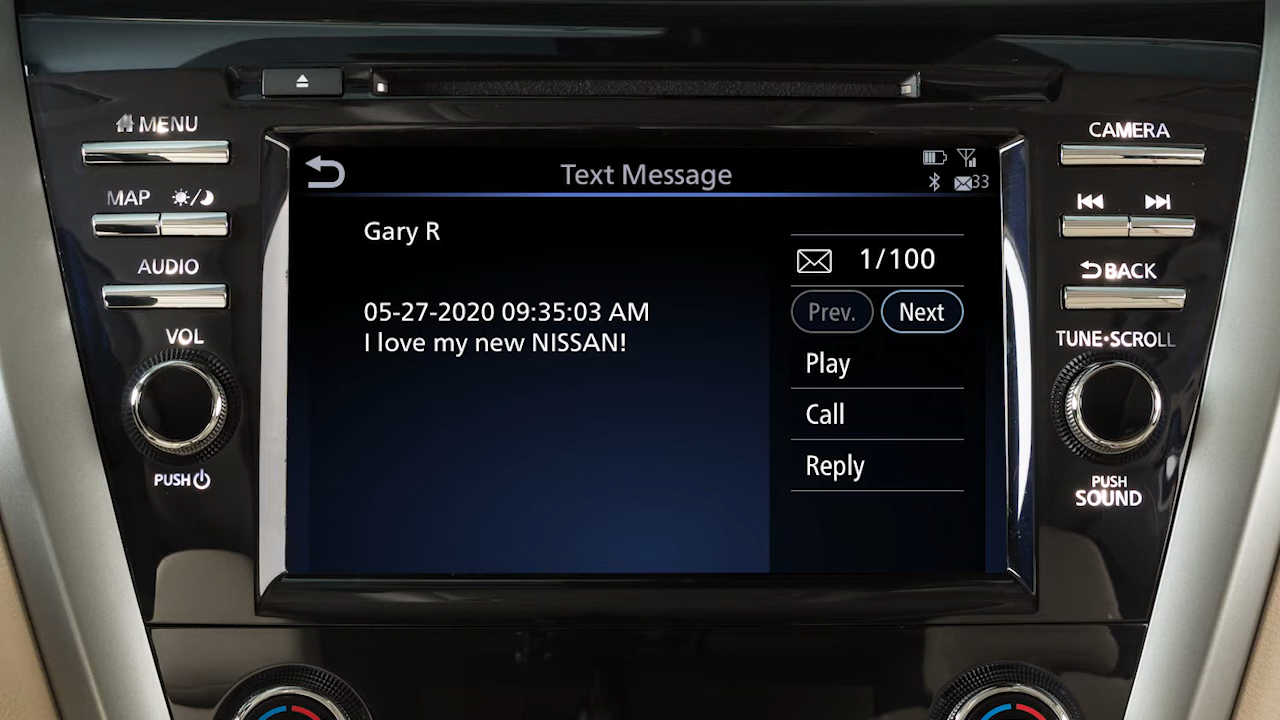 MENU
MAP
AUDIO
VOL
PUSH
Text Message
33
Gary R
05-27-2020 09:35:03 AM
I love my new NISSAN!
1/100
Prev. Next
Play
Call
Reply
CAMERA
BACK
TUNE•SCROLL
PUSH
SOUND